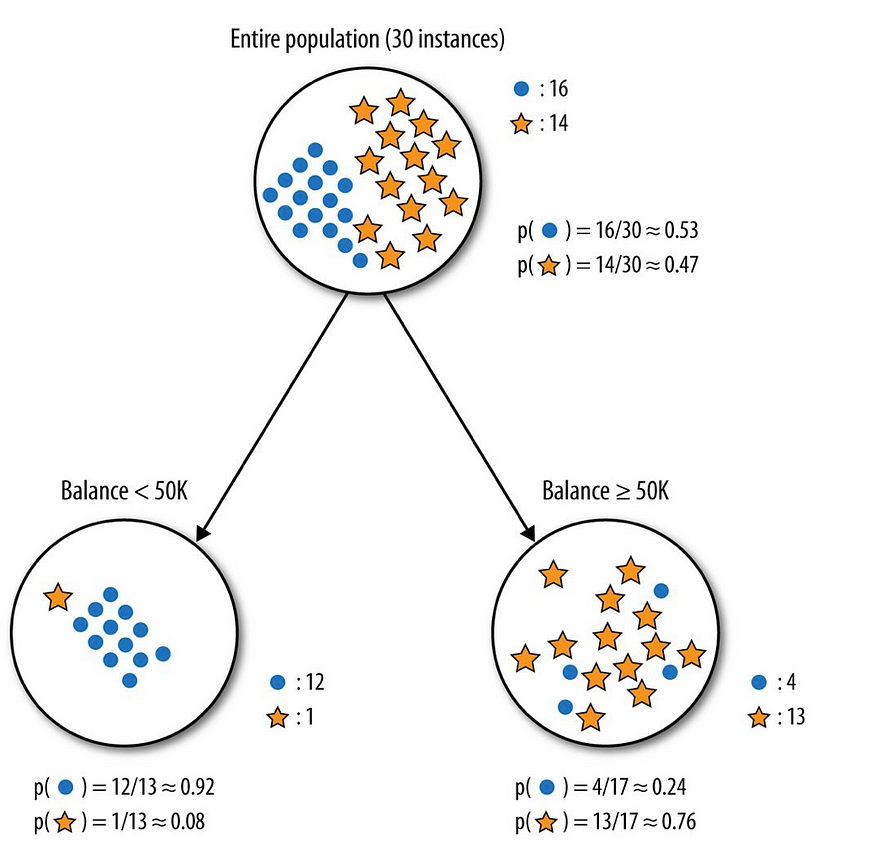 Entire population (30 instances)
: 16
: 14
p( ) = 16/30 ≈ 0.53
p( ) = 14/30 ≈ 0.47
Balance < 50K
Balance ≥ 50K
: 12
: 1
: 4
: 13
p( ) = 12/13 ≈ 0.92
p( ) = 1/13 ≈ 0.08
p( ) = 4/17 ≈ 0.24
p( ) = 13/17 ≈ 0.76